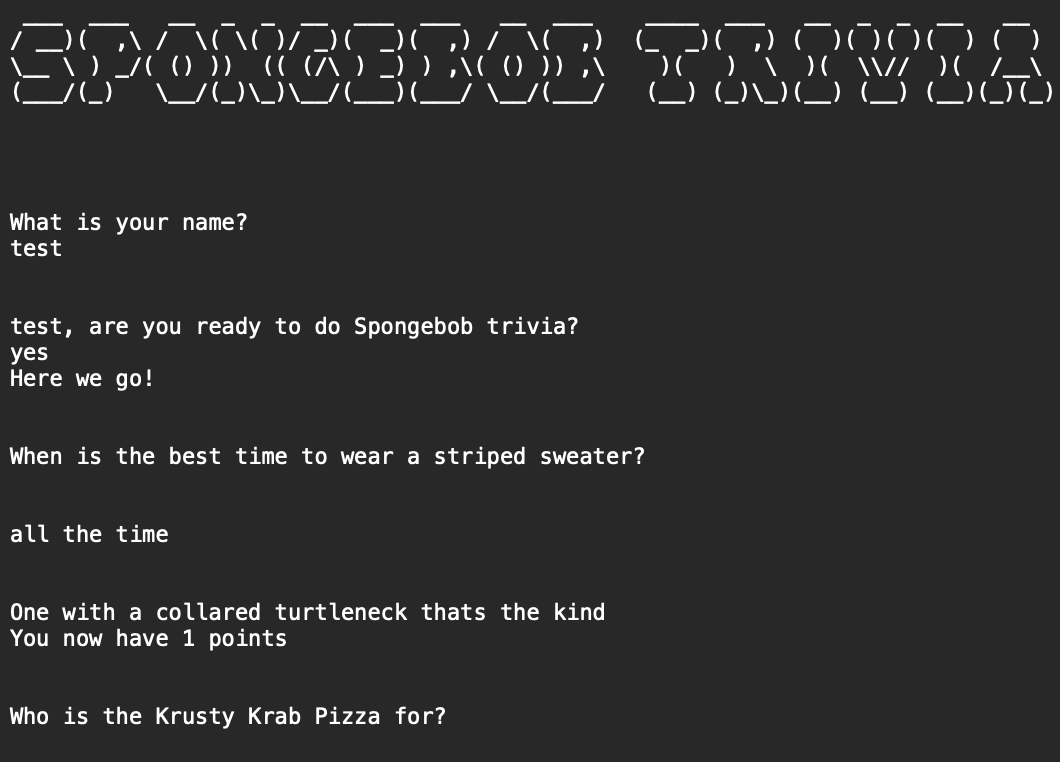 SPONGEBOB TRIVIA
What is your name?
test
test, are you ready to do Spongebob trivia?
yes
Here we go!
When is the best time to wear a striped sweater?
all the time
One with a collared turtleneck thats the kind
You now have 1 points
Who is the Krusty Krab Pizza for?